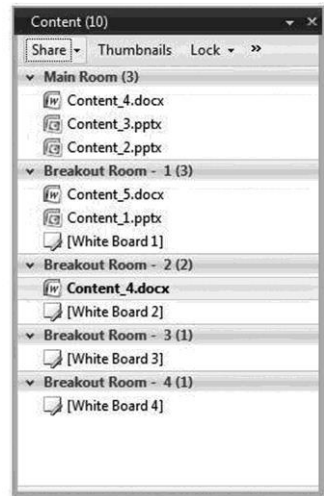 Content (10)
Share Thumbnails Lock »
Main Room (3)
Content_4.docx
Content_3.pptx
Content_2.pptx
Breakout Room - 1 (3)
Content_5.docx
Content_1.pptx
[White Board 1]
Breakout Room - 2 (2)
Content_4.docx
[White Board 2]
Breakout Room - 3 (1)
[White Board 3]
Breakout Room - 4 (1)
[White Board 4]